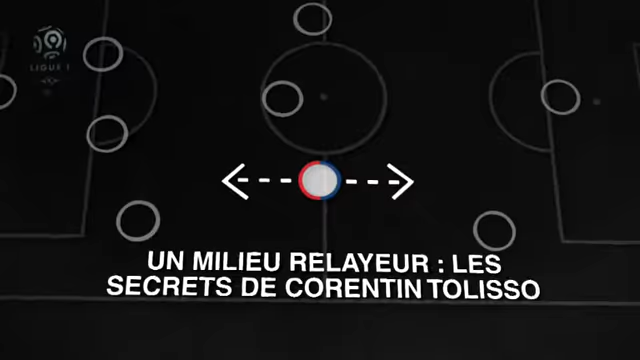 LIGUE 1
UN MILIEU RELAYEUR : LES
SECRETS DE CORENTIN TOLISSO